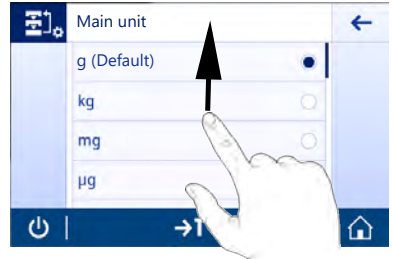 Main unit
g (Default)
kg
mg
µg
→T